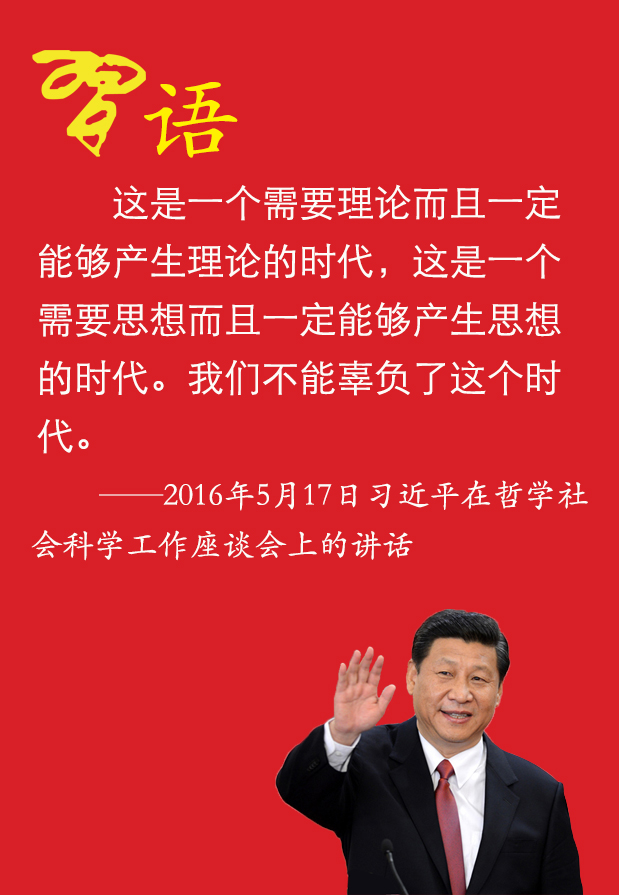 習语
这是一个需要理论而且一定
能够产生理论的时代，这是一个
需要思想而且一定能够产生思想
的时代。我们不能辜负了这个时
代。
——2016年5月17日习近平在哲学社
会科学工作座谈会上的讲话